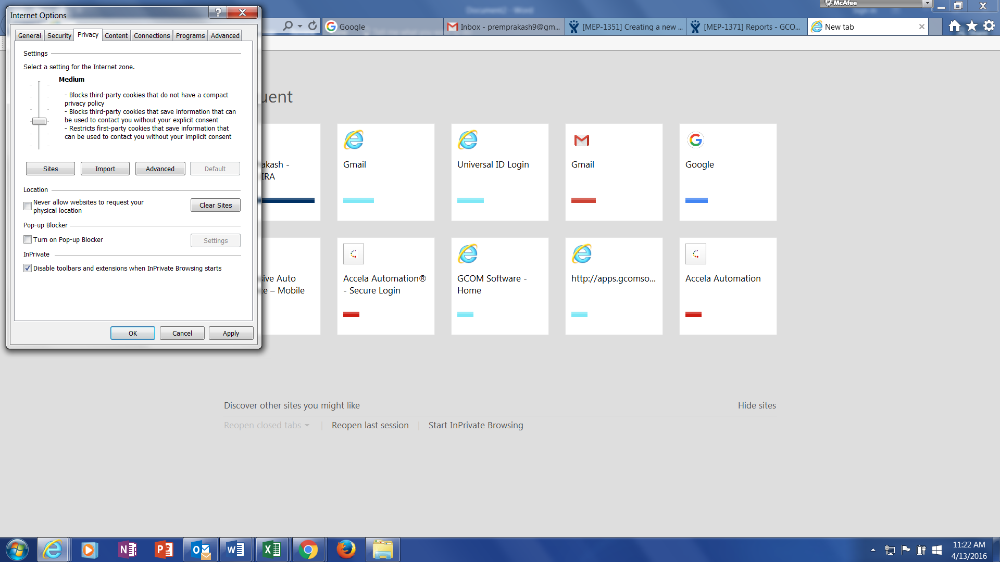 Internet Options
General
Security
Privacy
Content
Connections
Programs
Advanced
Settings
Select a setting for the Internet zone.
Medium
- Blocks third-party cookies that do not have a compact
privacy policy
- Blocks third-party cookies that save information that can
be used to contact you without your explicit consent
- Restricts first-party cookies that save information that
can be used to contact you without your implicit consent
Sites
Import
Advanced
Default
Location
Never allow websites to request your
physical location
Clear Sites
Pop-up Blocker
Turn on Pop-up Blocker
Settings
InPrivate
Disable toolbars and extensions when InPrivate Browsing starts
OK
Cancel
Apply
Document2 - Word
McAfee
Sign in
Google
Inbox - premprakash9@gm...
[MEP-1351] Creating a new ...
[MEP-1371] Reports - GCO...
New tab
uent
akash -
IRA
Gmail
Universal ID Login
Gmail
Google
ive Auto
ce – Mobile
Accela Automation®
- Secure Login
GCOM Software -
Home
http://apps.gcomso...
Accela Automation
Discover other sites you might like
Hide sites
Reopen closed tabs
Reopen last session
Start InPrivate Browsing
11:22 AM
4/13/2016